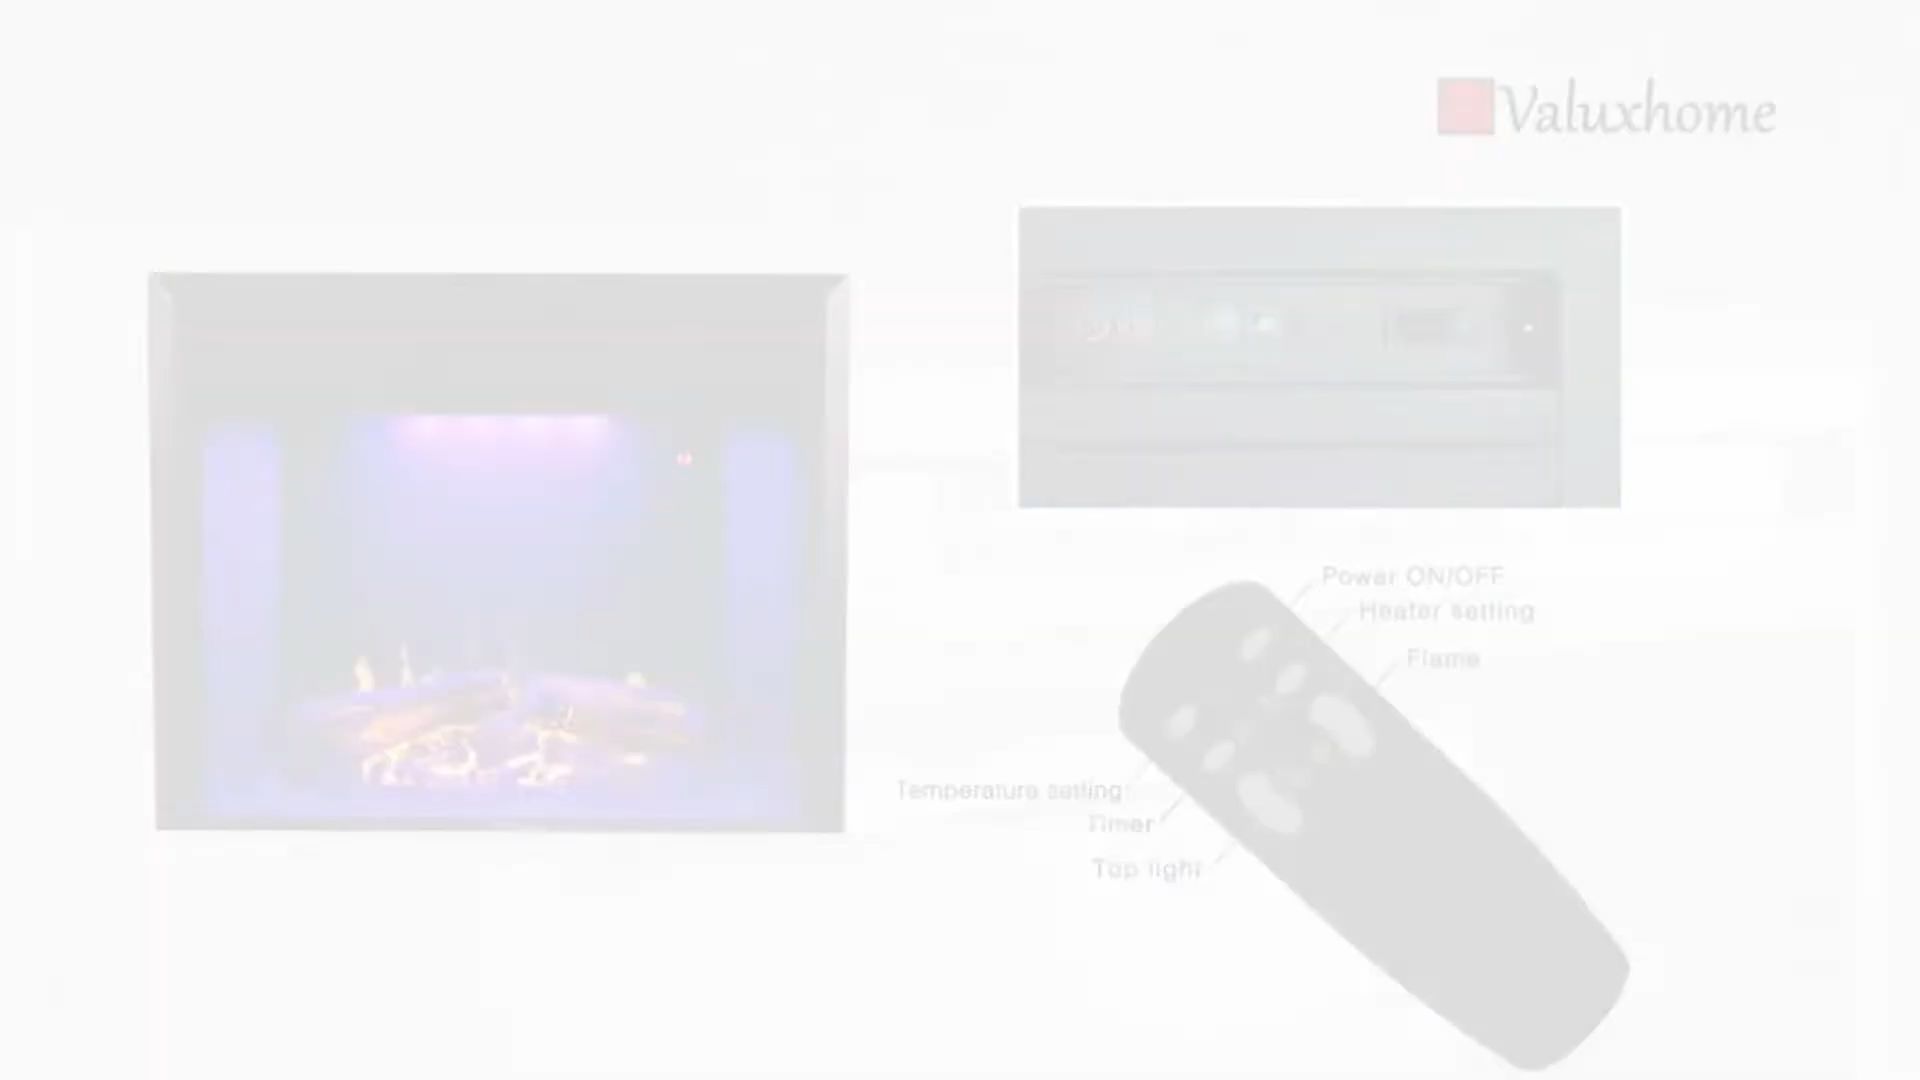 Valuxhome
Power ON/OFF
Heater setting
Flame
Temperature setting
Timer
Top light